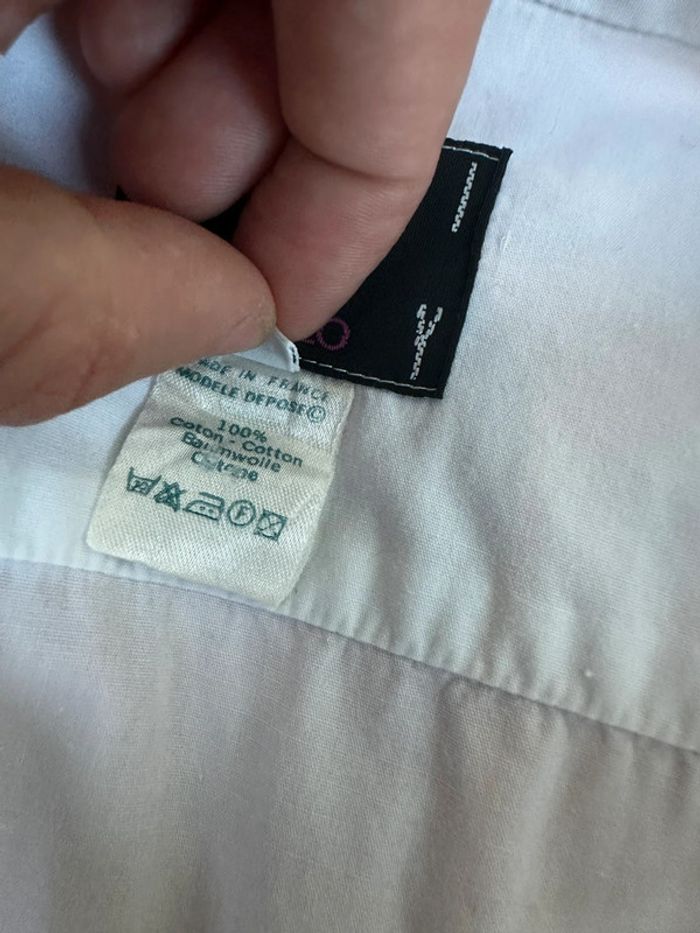 MADE IN FRANCE
MODELE DEPOSE©
100%
coton - Cotton
Baumwolle
F